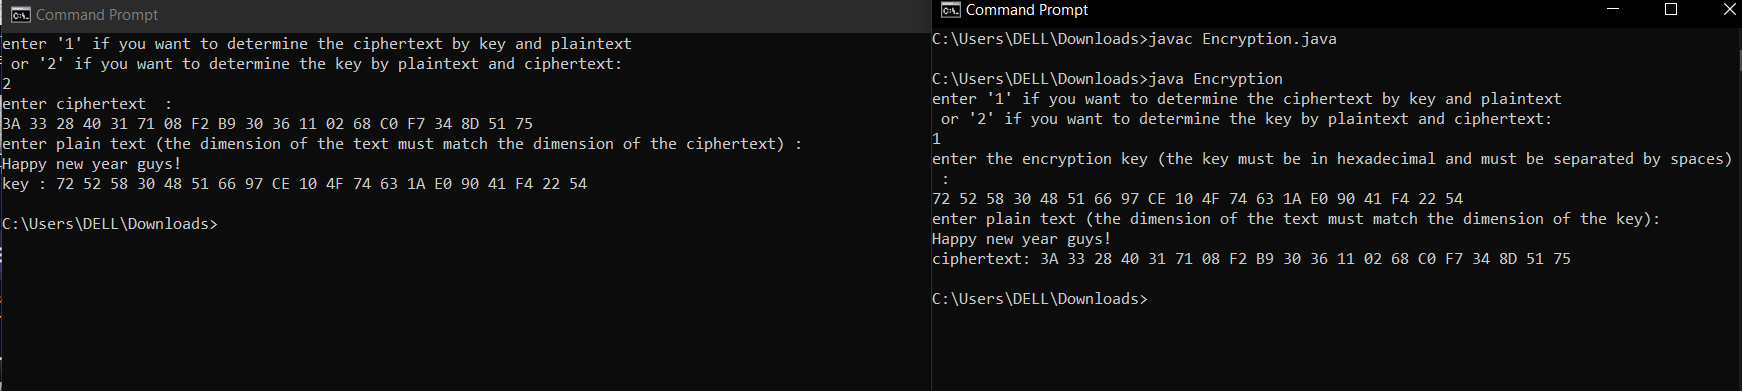 Command Prompt
enter '1' if you want to determine the ciphertext by key and plaintext
 or '2' if you want to determine the key by plaintext and ciphertext:
2
enter ciphertext  :
3A 33 28 40 31 71 08 F2 B9 30 36 11 02 68 C0 F7 34 8D 51 75
enter plain text (the dimension of the text must match the dimension of the ciphertext) :
Happy new year guys!
key : 72 52 58 30 48 51 66 97 CE 10 4F 74 63 1A E0 90 41 F4 22 54
C:\Users\DELL\Downloads>
Command Prompt
C:\Users\DELL\Downloads>javac Encryption.java
C:\Users\DELL\Downloads>java Encryption
enter '1' if you want to determine the ciphertext by key and plaintext
 or '2' if you want to determine the key by plaintext and ciphertext:
1
enter the encryption key (the key must be in hexadecimal and must be separated by spaces)
 :
72 52 58 30 48 51 66 97 CE 10 4F 74 63 1A E0 90 41 F4 22 54
enter plain text (the dimension of the text must match the dimension of the key):
Happy new year guys!
ciphertext: 3A 33 28 40 31 71 08 F2 B9 30 36 11 02 68 C0 F7 34 8D 51 75
C:\Users\DELL\Downloads>